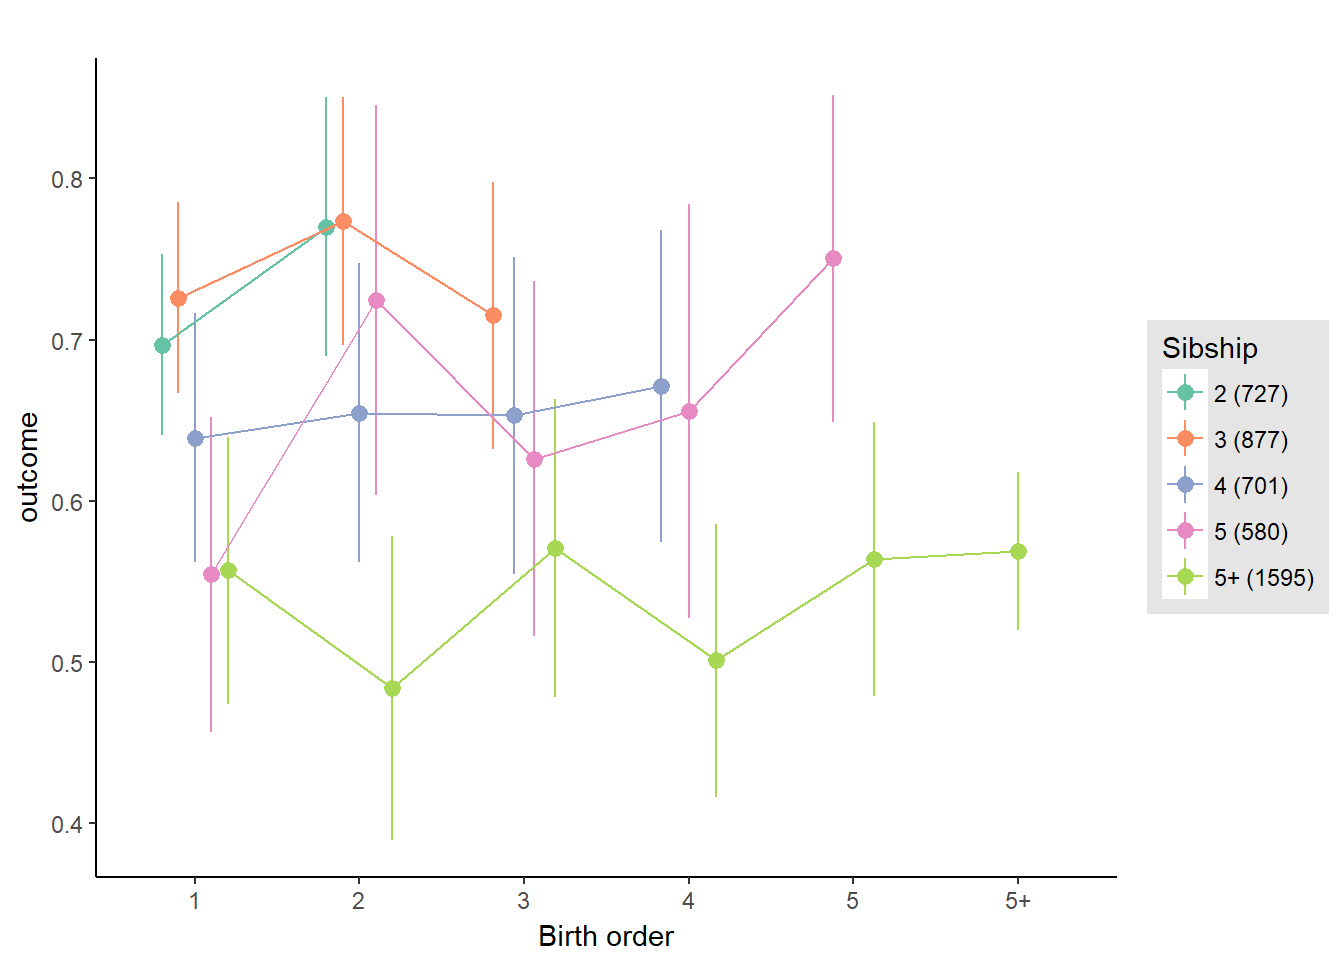 0.8
0.7
0.6
0.5
0.4
outcome
1 2 3 4 5 5+
Birth order
Sibship
2 (727)
3 (877)
4 (701)
5 (580)
5+ (1595)